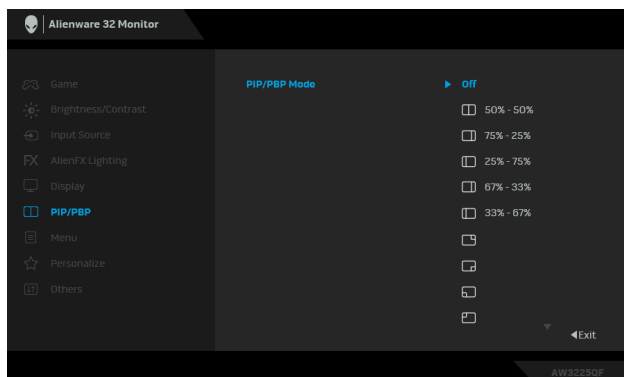 Alienware 32 Monitor
Game
PIP/PBP Mode
Off
Brightness/Contrast
50% - 50%
Input Source
75% - 25%
FX AlienFX Lighting
25% - 75%
Display
67% - 33%
PIP/PBP
33% - 67%
Menu
Personalize
Others
Exit
AW3225QF